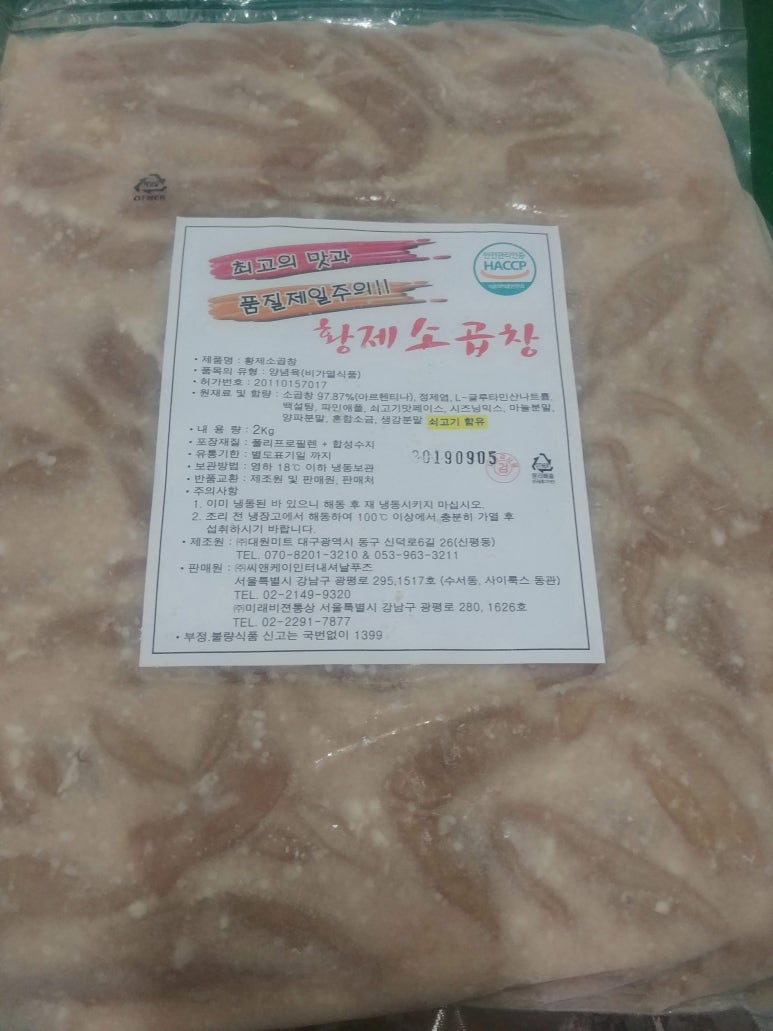 OTHER
최고의 맛과
품질제일주의!!
안전관리인증
HACCP
황제소곱창
• 제품명 : 황제소곱창
• 품목의 유형 : 양념육(비가열식품)
• 허가번호 : 20110157017
• 원재료 및 함량 : 소곱창 97.87%(아르헨티나), 정제염, L-글루타민산나트륨,
백설탕, 파인애플, 쇠고기맛페이스, 시즈닝믹스, 마늘분말,
양파분말, 혼합소금, 생강분말 쇠고기 함유
• 내 용 량 : 2Kg
• 포장재질 : 폴리프로필렌 + 합성수지
• 유통기한 : 별도표기일 까지
20190905
검
• 보관방법 : 영하 18℃ 이하 냉동보관
• 반품교환 : 제조원 및 판매원, 판매처
• 주의사항
1. 이미 냉동된 바 있으니 해동 후 재 냉동시키지 마십시오.
2. 조리 전 냉장고에서 해동하여 100℃ 이상에서 충분히 가열 후
섭취하시기 바랍니다.
• 제조원 : ㈜대원미트 대구광역시 동구 신덕로6길 26(신평동)
TEL. 070-8201-3210 & 053-963-3211
• 판매원 : ㈜씨앤케이인터내셔날푸즈
서울특별시 강남구 광평로 295,1517호 (수서동, 사이룩스 동관)
TEL. 02-2149-9320
㈜미래비젼통상 서울특별시 강남구 광평로 280, 1626호
TEL. 02-2291-7877
• 부정,불량식품 신고는 국번없이 1399